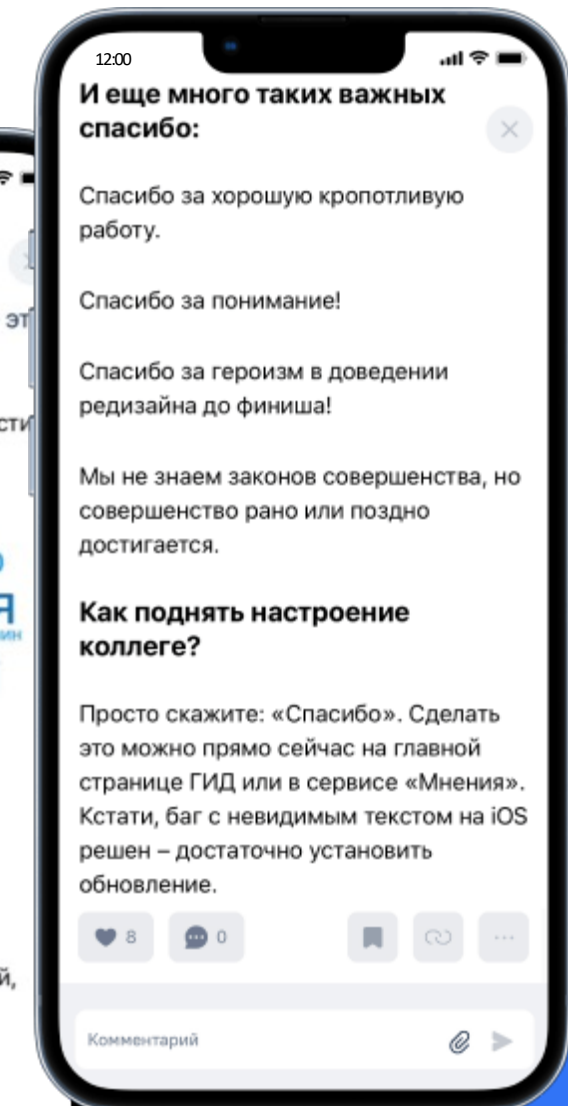 12:00
И еще много таких важных
спасибо:
Спасибо за хорошую кропотливую
работу.
Спасибо за понимание!
Спасибо за героизм в доведении
редизайна до финиша!
Мы не знаем законов совершенства, но
совершенство рано или поздно
достигается.
Как поднять настроение
коллеге?
Просто скажите: «Спасибо». Сделать
это можно прямо сейчас на главной
странице ГИД или в сервисе «Мнения».
Кстати, баг с невидимым текстом на iOS
решен – достаточно установить
обновление.
8
0
Комментарий